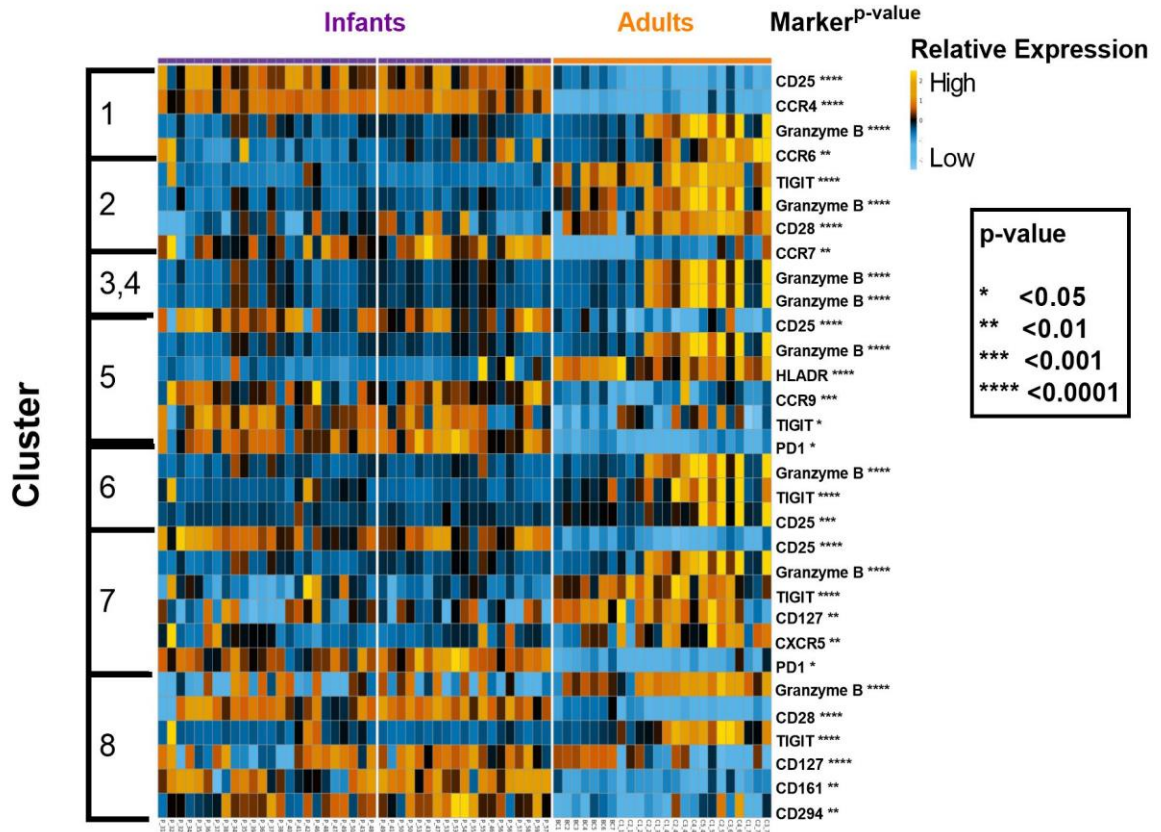 Infants
Adults
Marker p-value
Relative Expression
High
Low
2
1
0
Cluster
1
CD25 ****
CCR4 ****
Granzyme B ****
CCR6 **
2
TIGIT ****
Granzyme B ****
CD28 ****
CCR7 **
3,4
Granzyme B ****
Granzyme B ****
5
CD25 ****
Granzyme B ****
HLADR ****
CCR9 ***
TIGIT *
PD1 *
6
Granzyme B ****
TIGIT ****
CD25 ***
7
CD25 ****
Granzyme B ****
TIGIT ****
CD127 **
CXCR5 **
PD1 *
8
Granzyme B ****
CD28 ****
TIGIT ****
CD127 ****
CD161 **
CD294 **
p-value
* <0.05
** <0.01
*** <0.001
**** <0.0001